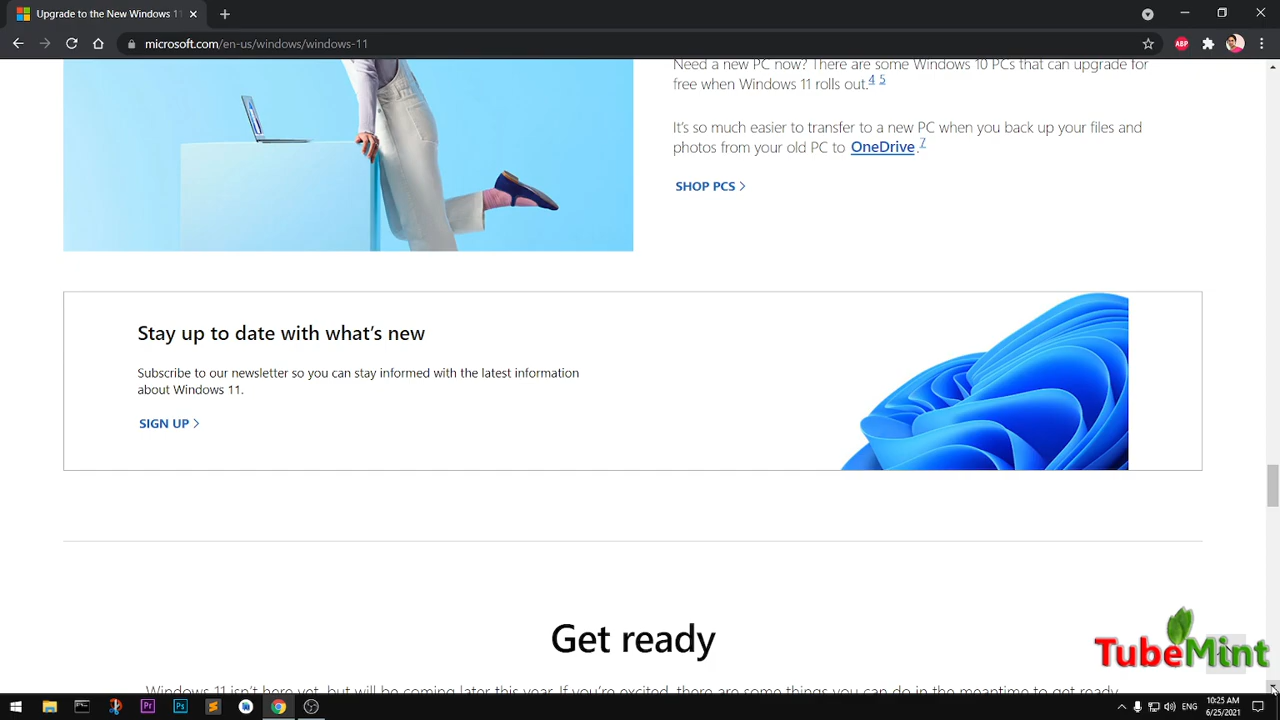 Upgrade to the New Windows 11
microsoft.com/en-us/windows/windows-11
ABP
Need a new PC now? There are some Windows 10 PCs that can upgrade for
free when Windows 11 rolls out.4 5
It's so much easier to transfer to a new PC when you back up your files and
photos from your old PC to OneDrive.7
SHOP PCS
Stay up to date with what's new
Subscribe to our newsletter so you can stay informed with the latest information
about Windows 11.
SIGN UP
Get ready
Windows 11 isn't here yet, but will be coming later this year. If you're excited, there are some things you can do in the meantime to get ready
TubeMint
Pr
Ps
ENG
10:25 AM
6/25/2021